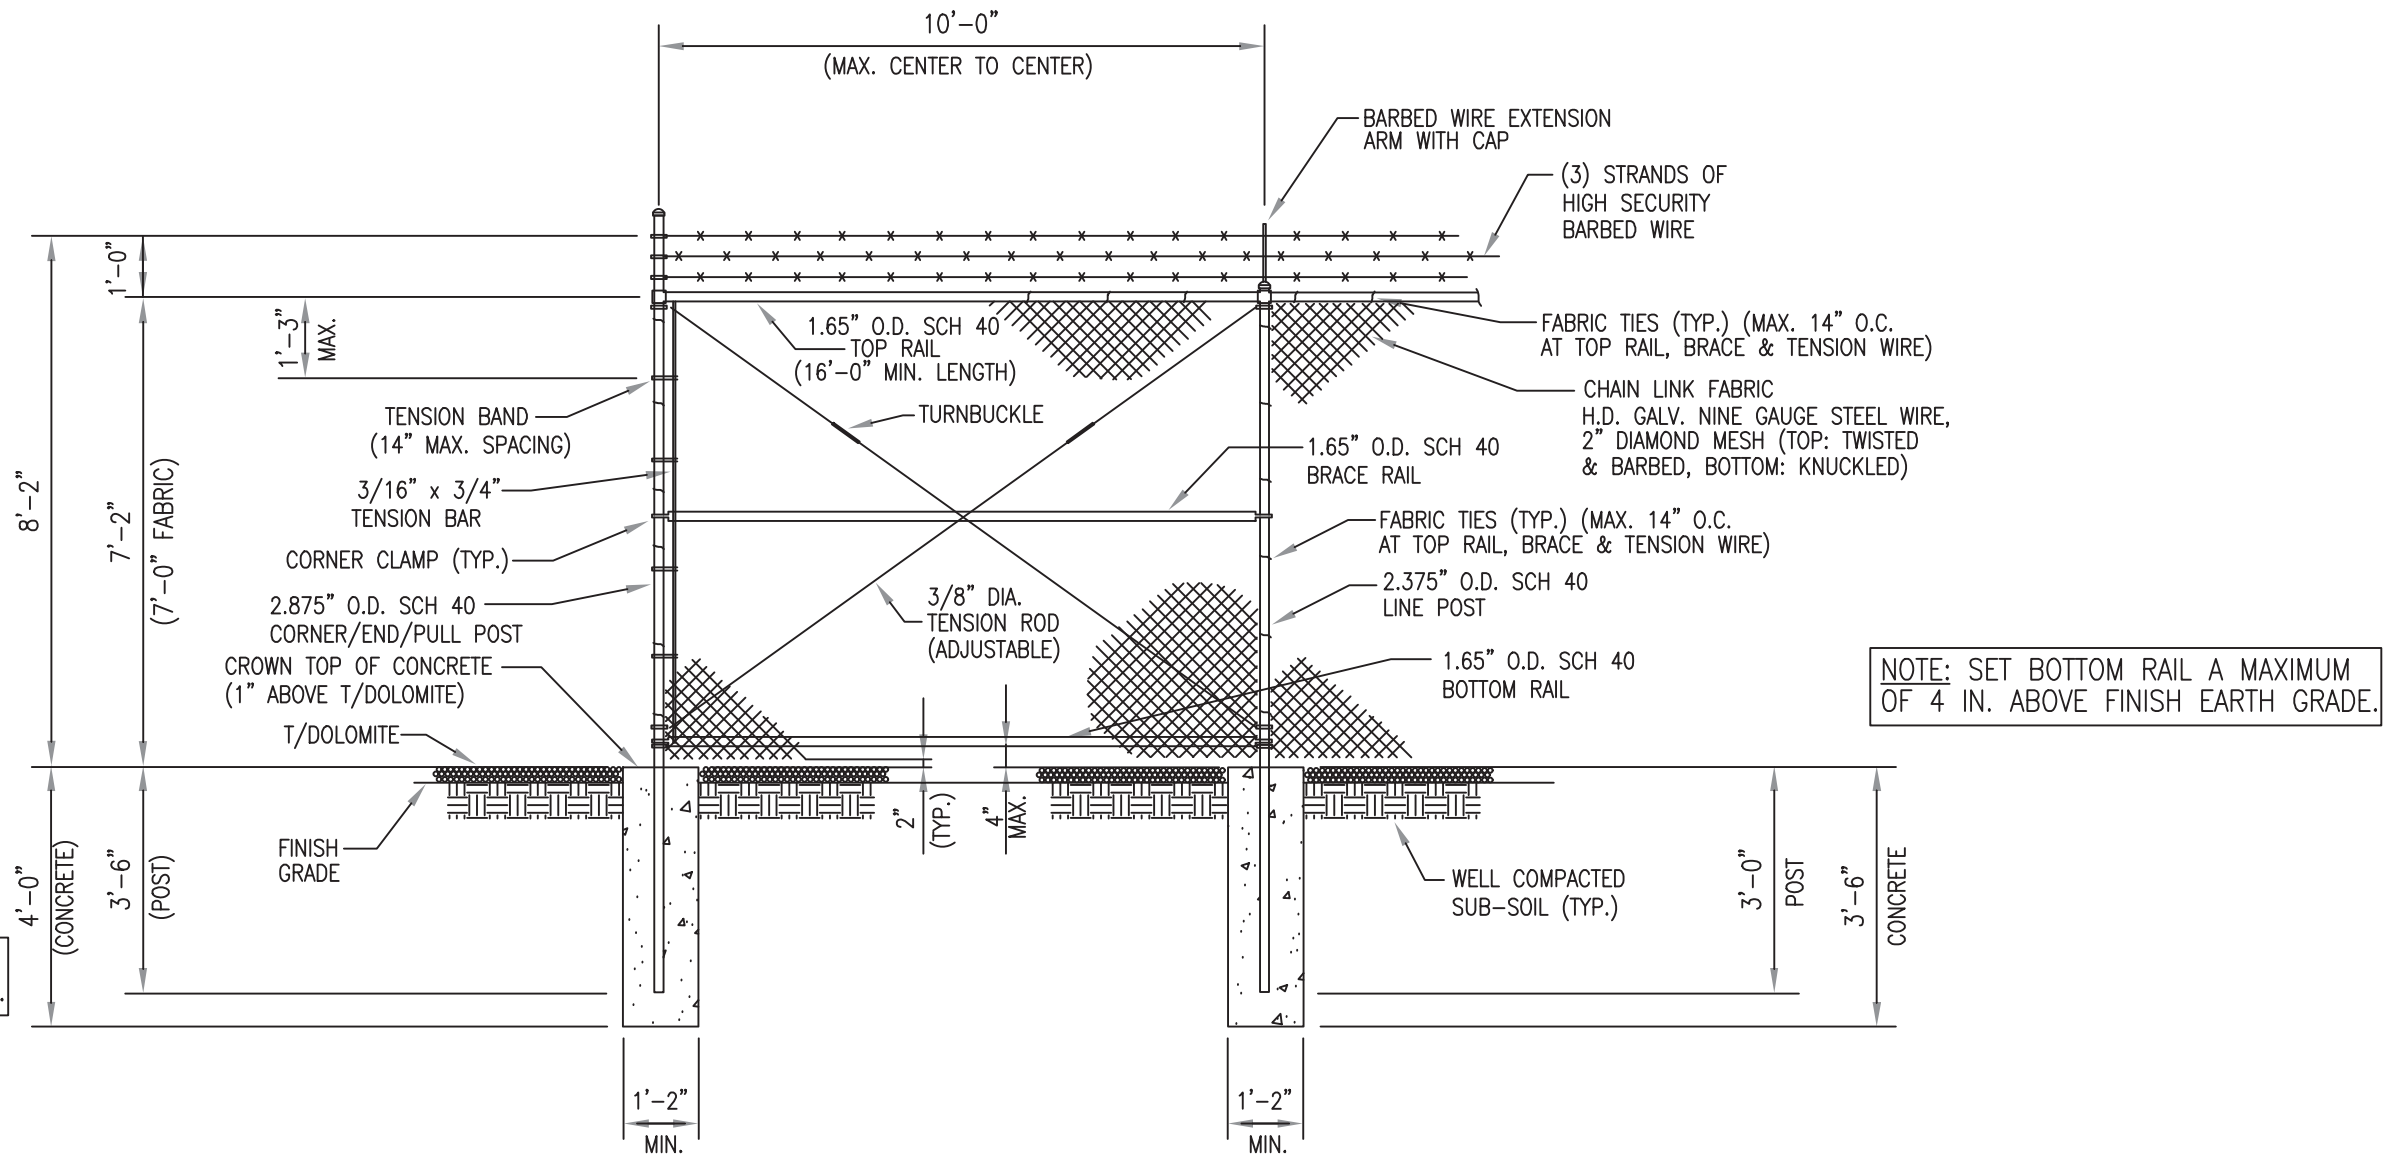 10'-0"
(MAX. CENTER TO CENTER)
BARBED WIRE EXTENSION
ARM WITH CAP
(3) STRANDS OF
HIGH SECURITY
BARBED WIRE
1'-0"
1'-3"
MAX.
1.65" O.D. SCH 40
TOP RAIL
(16'-0" MIN. LENGTH)
FABRIC TIES (TYP.) (MAX. 14" O.C.
AT TOP RAIL, BRACE & TENSION WIRE)
TENSION BAND
(14" MAX. SPACING)
TURNBUCKLE
CHAIN LINK FABRIC
H.D. GALV. NINE GAUGE STEEL WIRE,
2" DIAMOND MESH (TOP: TWISTED
& BARBED, BOTTOM: KNUCKLED)
1.65" O.D. SCH 40
BRACE RAIL
8'-2"
7'-2"
(7'-0" FABRIC)
3/16" x 3/4"
TENSION BAR
CORNER CLAMP (TYP.)
FABRIC TIES (TYP.) (MAX. 14" O.C.
AT TOP RAIL, BRACE & TENSION WIRE)
2.875" O.D. SCH 40
CORNER/END/PULL POST
3/8" DIA.
TENSION ROD
(ADJUSTABLE)
2.375" O.D. SCH 40
LINE POST
CROWN TOP OF CONCRETE
(1" ABOVE T/DOLOMITE)
1.65" O.D. SCH 40
BOTTOM RAIL
NOTE: SET BOTTOM RAIL A MAXIMUM
OF 4 IN. ABOVE FINISH EARTH GRADE.
T/DOLOMITE
2"
(TYP.)
4"
MAX.
FINISH
GRADE
4'-0"
(CONCRETE)
3'-6"
(POST)
WELL COMPACTED
SUB-SOIL (TYP.)
3'-0"
POST
3'-6"
CONCRETE
.
1'-2"
MIN.
1'-2"
MIN.